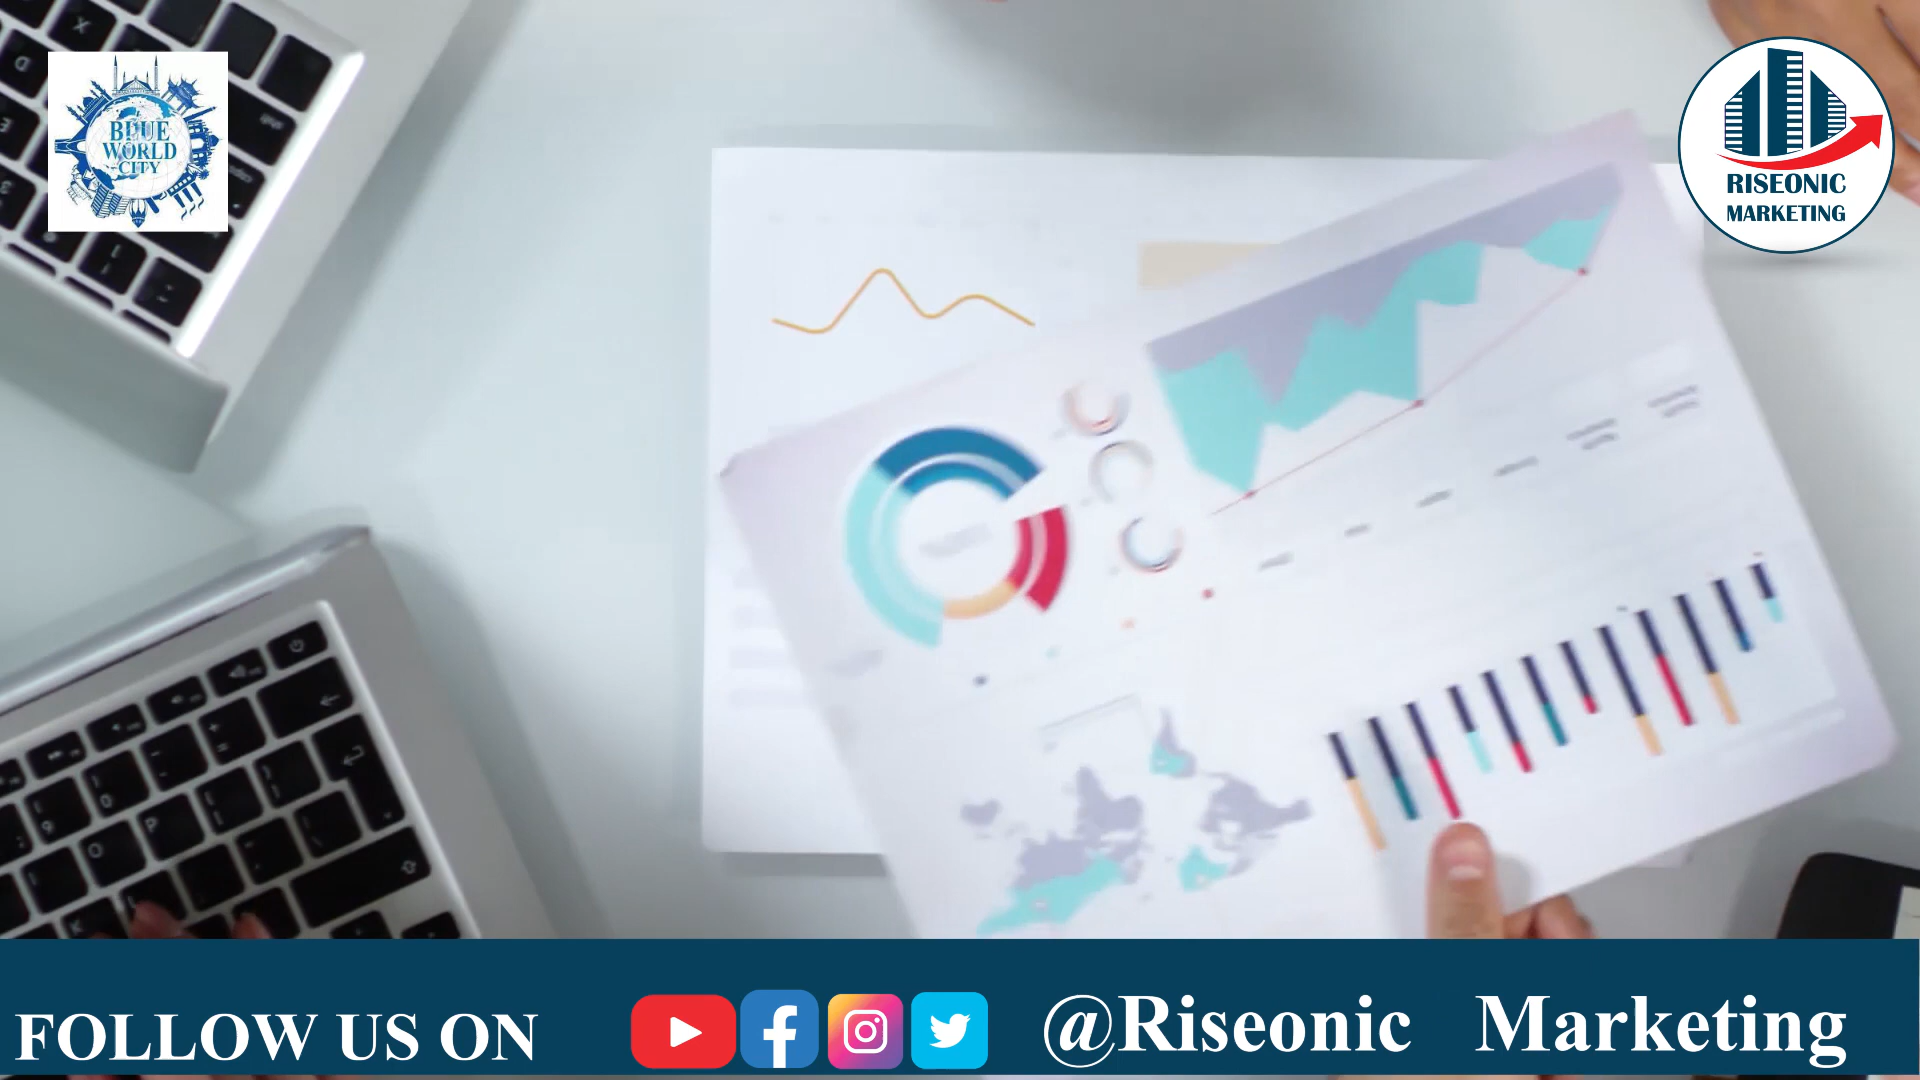 BLUE
WORLD
CITY
RISEONIC
MARKETING
FOLLOW US ON
@Riseonic Marketing